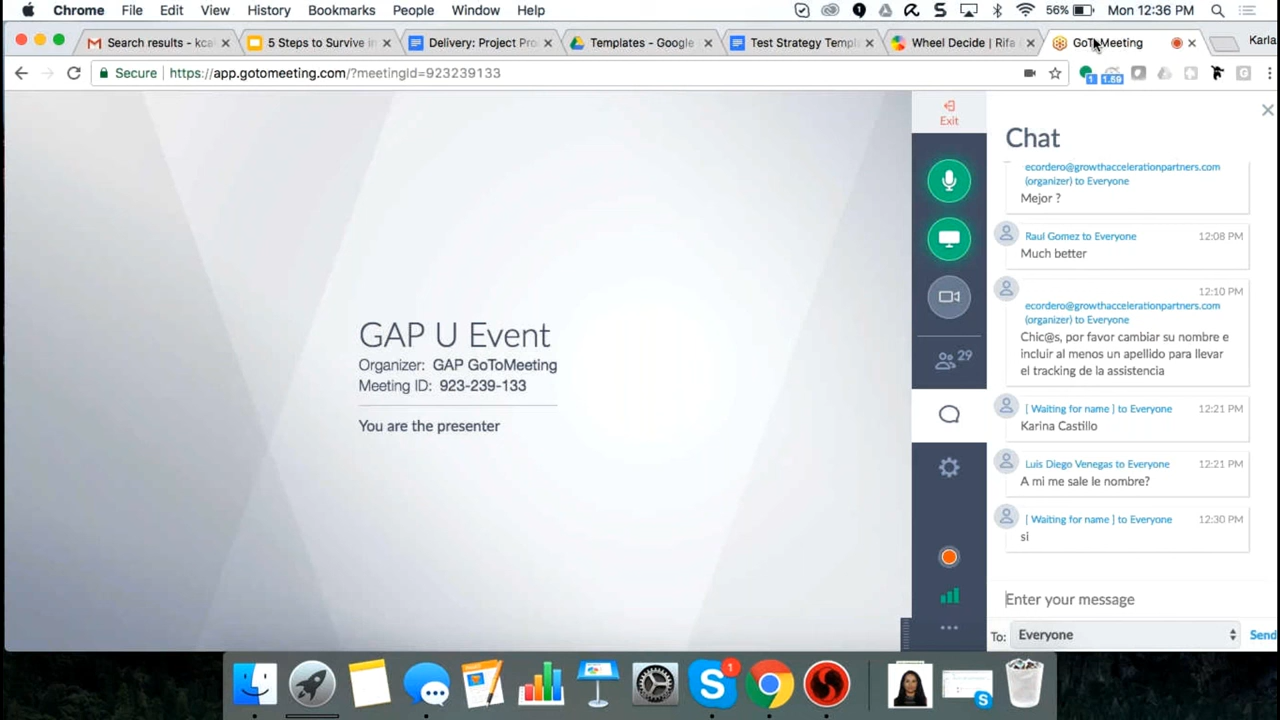 Chrome File Edit View History Bookmarks People Window Help 56% Mon 12:36 PM
Search results - kca
5 Steps to Survive in
Delivery: Project Pro
Templates - Google
Test Strategy Templ
Wheel Decide | Rifa
GoToMeeting
Karla
Secure https://app.gotomeeting.com/?meetingId=923239133
1
1.59
G
Exit
29
GAP U Event
Organizer: GAP GoToMeeting
Meeting ID: 923-239-133
You are the presenter
Chat
ecordero@growthaccelerationpartners.com
(organizer) to Everyone
Mejor ?
Raul Gomez to Everyone 12:08 PM
Much better
12:10 PM
ecordero@growthaccelerationpartners.com
(organizer) to Everyone
Chic@s, por favor cambiar su nombre e
incluir al menos un apellido para llevar
el tracking de la assistencia
[ Waiting for name ] to Everyone 12:21 PM
Karina Castillo
Luis Diego Venegas to Everyone 12:21 PM
A mi me sale le nombre?
[ Waiting for name ] to Everyone 12:30 PM
si
Enter your message
To: Everyone Send
1